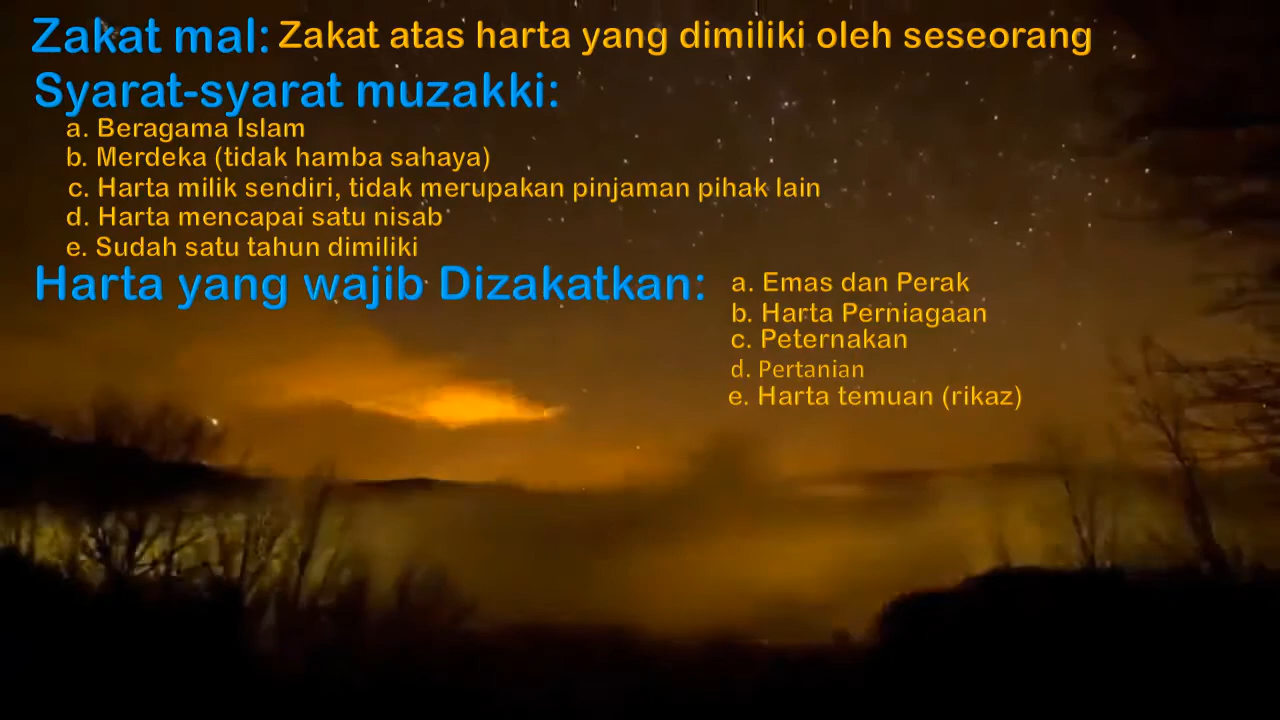 Zakat mal: Zakat atas harta yang dimiliki oleh seseorang
Syarat-syarat muzakki:
a. Beragama Islam
b. Merdeka (tidak hamba sahaya)
c. Harta milik sendiri, tidak merupakan pinjaman pihak lain
d. Harta mencapai satu nisab
e. Sudah satu tahun dimiliki
Harta yang wajib Dizakatkan:
a. Emas dan Perak
b. Harta Perniagaan
c. Peternakan
d. Pertanian
e. Harta temuan (rikaz)